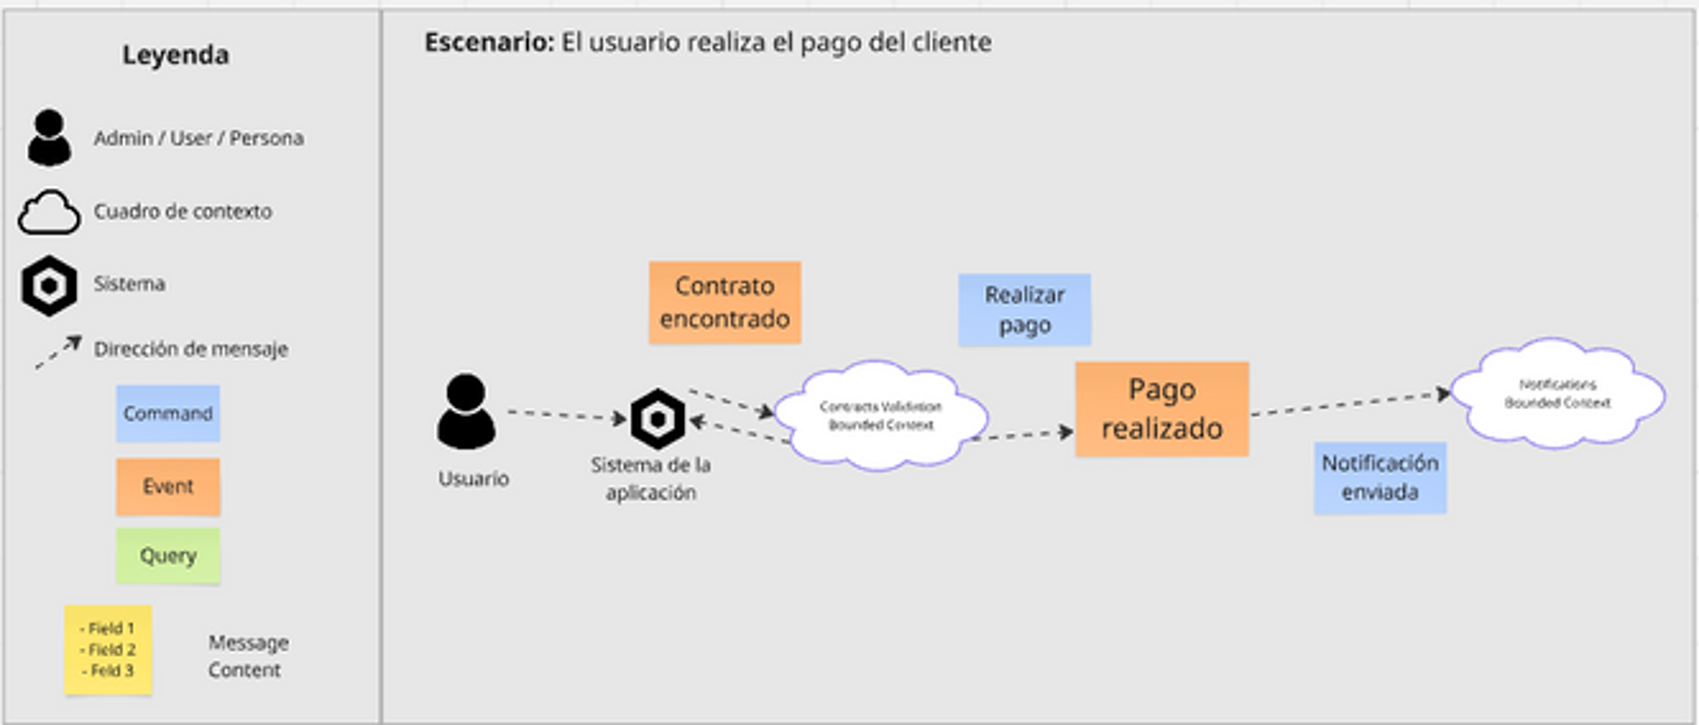 Leyenda
Admin / User / Persona
Cuadro de contexto
Sistema
Dirección de mensaje
Command
Event
Query
- Field 1
- Field 2
- Feld 3
Message
Content
Escenario: El usuario realiza el pago del cliente
Contrato
encontrado
Realizar
pago
Usuario
Sistema de la
aplicación
Contracts Validation
Bounded Context
Pago
realizado
Notifications
Bounded Context
Notificación
enviada